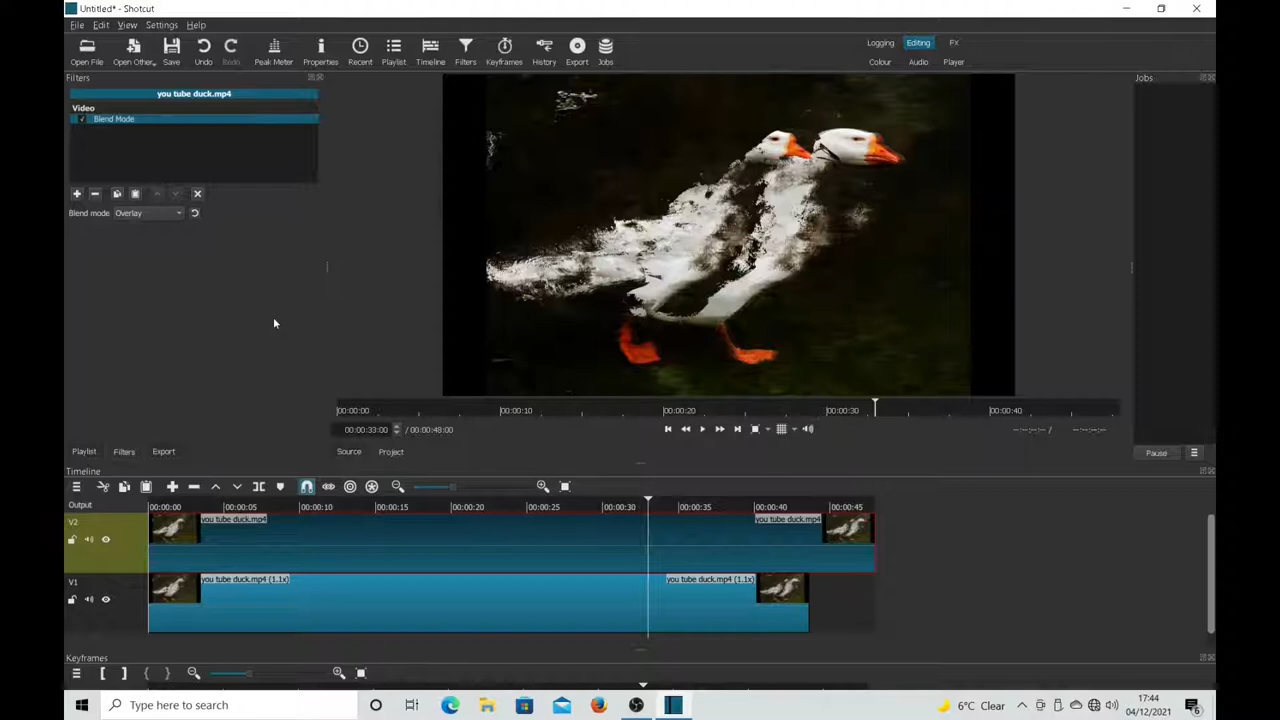 Untitled* - Shotcut
File Edit View Settings Help
Open File Open Other.. Save Undo Redo Peak Meter Properties Recent Playlist Timeline Filters Keyframes History Export Jobs
Logging Editing FX
Colour Audio Player
Filters
Jobs
you tube duck.mp4
Video
Blend Mode
Blend mode Overlay
00:00:00 00:00:10 00:00:20 00:00:30 00:00:40
00:00:33:00 / 00:00:48:00
--:--:--:-- / --:--:--:--
Playlist Filters Export
Source Project
Pause
Timeline
Output
00:00:00 00:00:05 00:00:10 00:00:15 00:00:20 00:00:25 00:00:30 00:00:35 00:00:40 00:00:45
V2
you tube duck.mp4 you tube duck.mp4
V1
you tube duck.mp4 (1.1x) you tube duck.mp4 (1.1x)
Keyframes
Type here to search
6°C Clear
17:44
04/12/2021
6